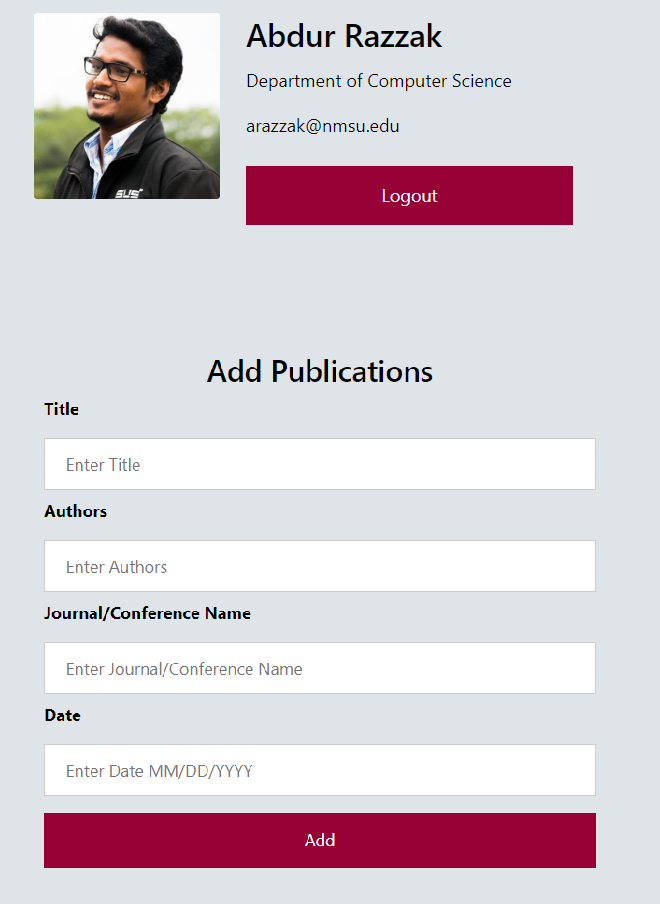 Abdur Razzak
Department of Computer Science
arazzak@nmsu.edu
SUST
Logout
Add Publications
Title
Enter Title
Authors
Enter Authors
Journal/Conference Name
Enter Journal/Conference Name
Date
Enter Date MM/DD/YYYY
Add